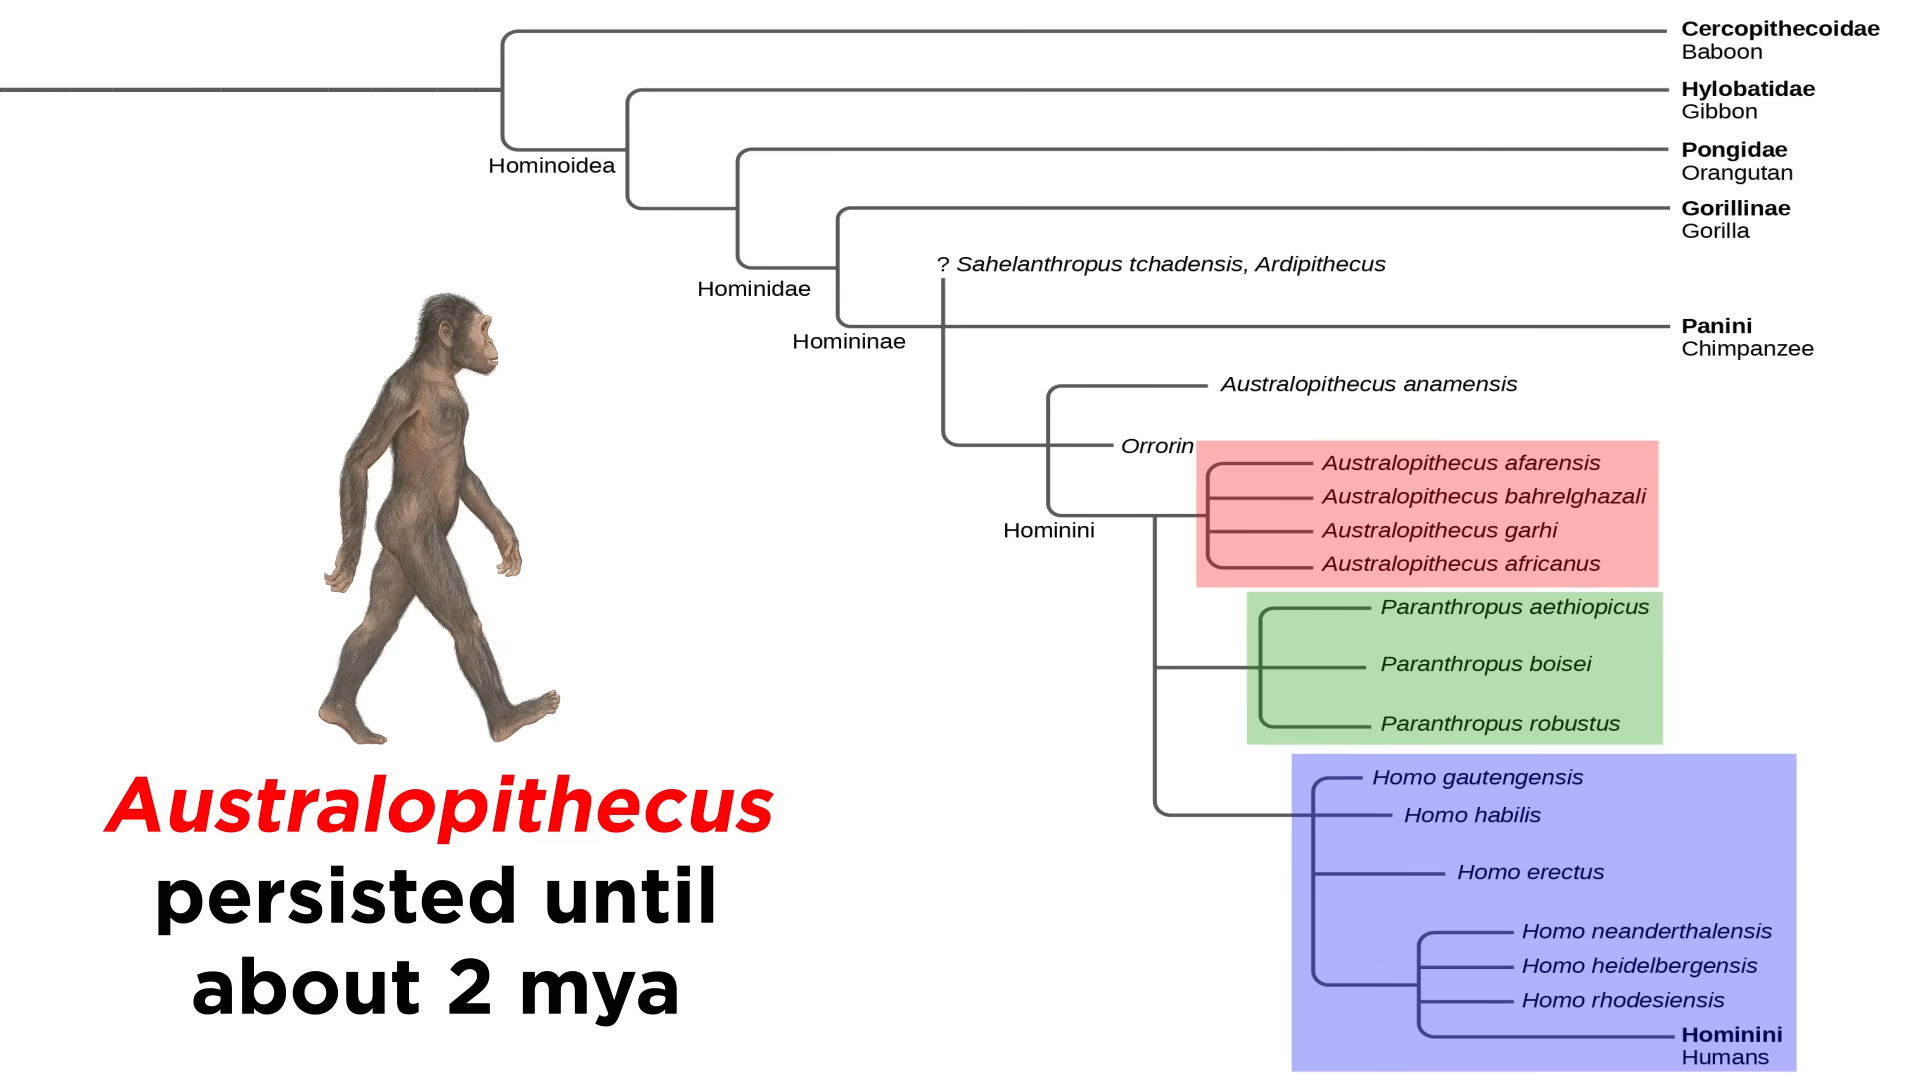 Cercopithecoidae
Baboon
Hylobatidae
Gibbon
Hominoidea
Pongidae
Orangutan
Gorillinae
Gorilla
? Sahelanthropus tchadensis, Ardipithecus
Hominidae
Homininae
Panini
Chimpanzee
Australopithecus anamensis
Orrorin
Australopithecus afarensis
Australopithecus bahrelghazali
Australopithecus garhi
Australopithecus africanus
Hominini
Paranthropus aethiopicus
Paranthropus boisei
Paranthropus robustus
Homo gautengensis
Homo habilis
Homo erectus
Homo neanderthalensis
Homo heidelbergensis
Homo rhodesiensis
Hominini
Humans
Australopithecus
persisted until
about 2 mya